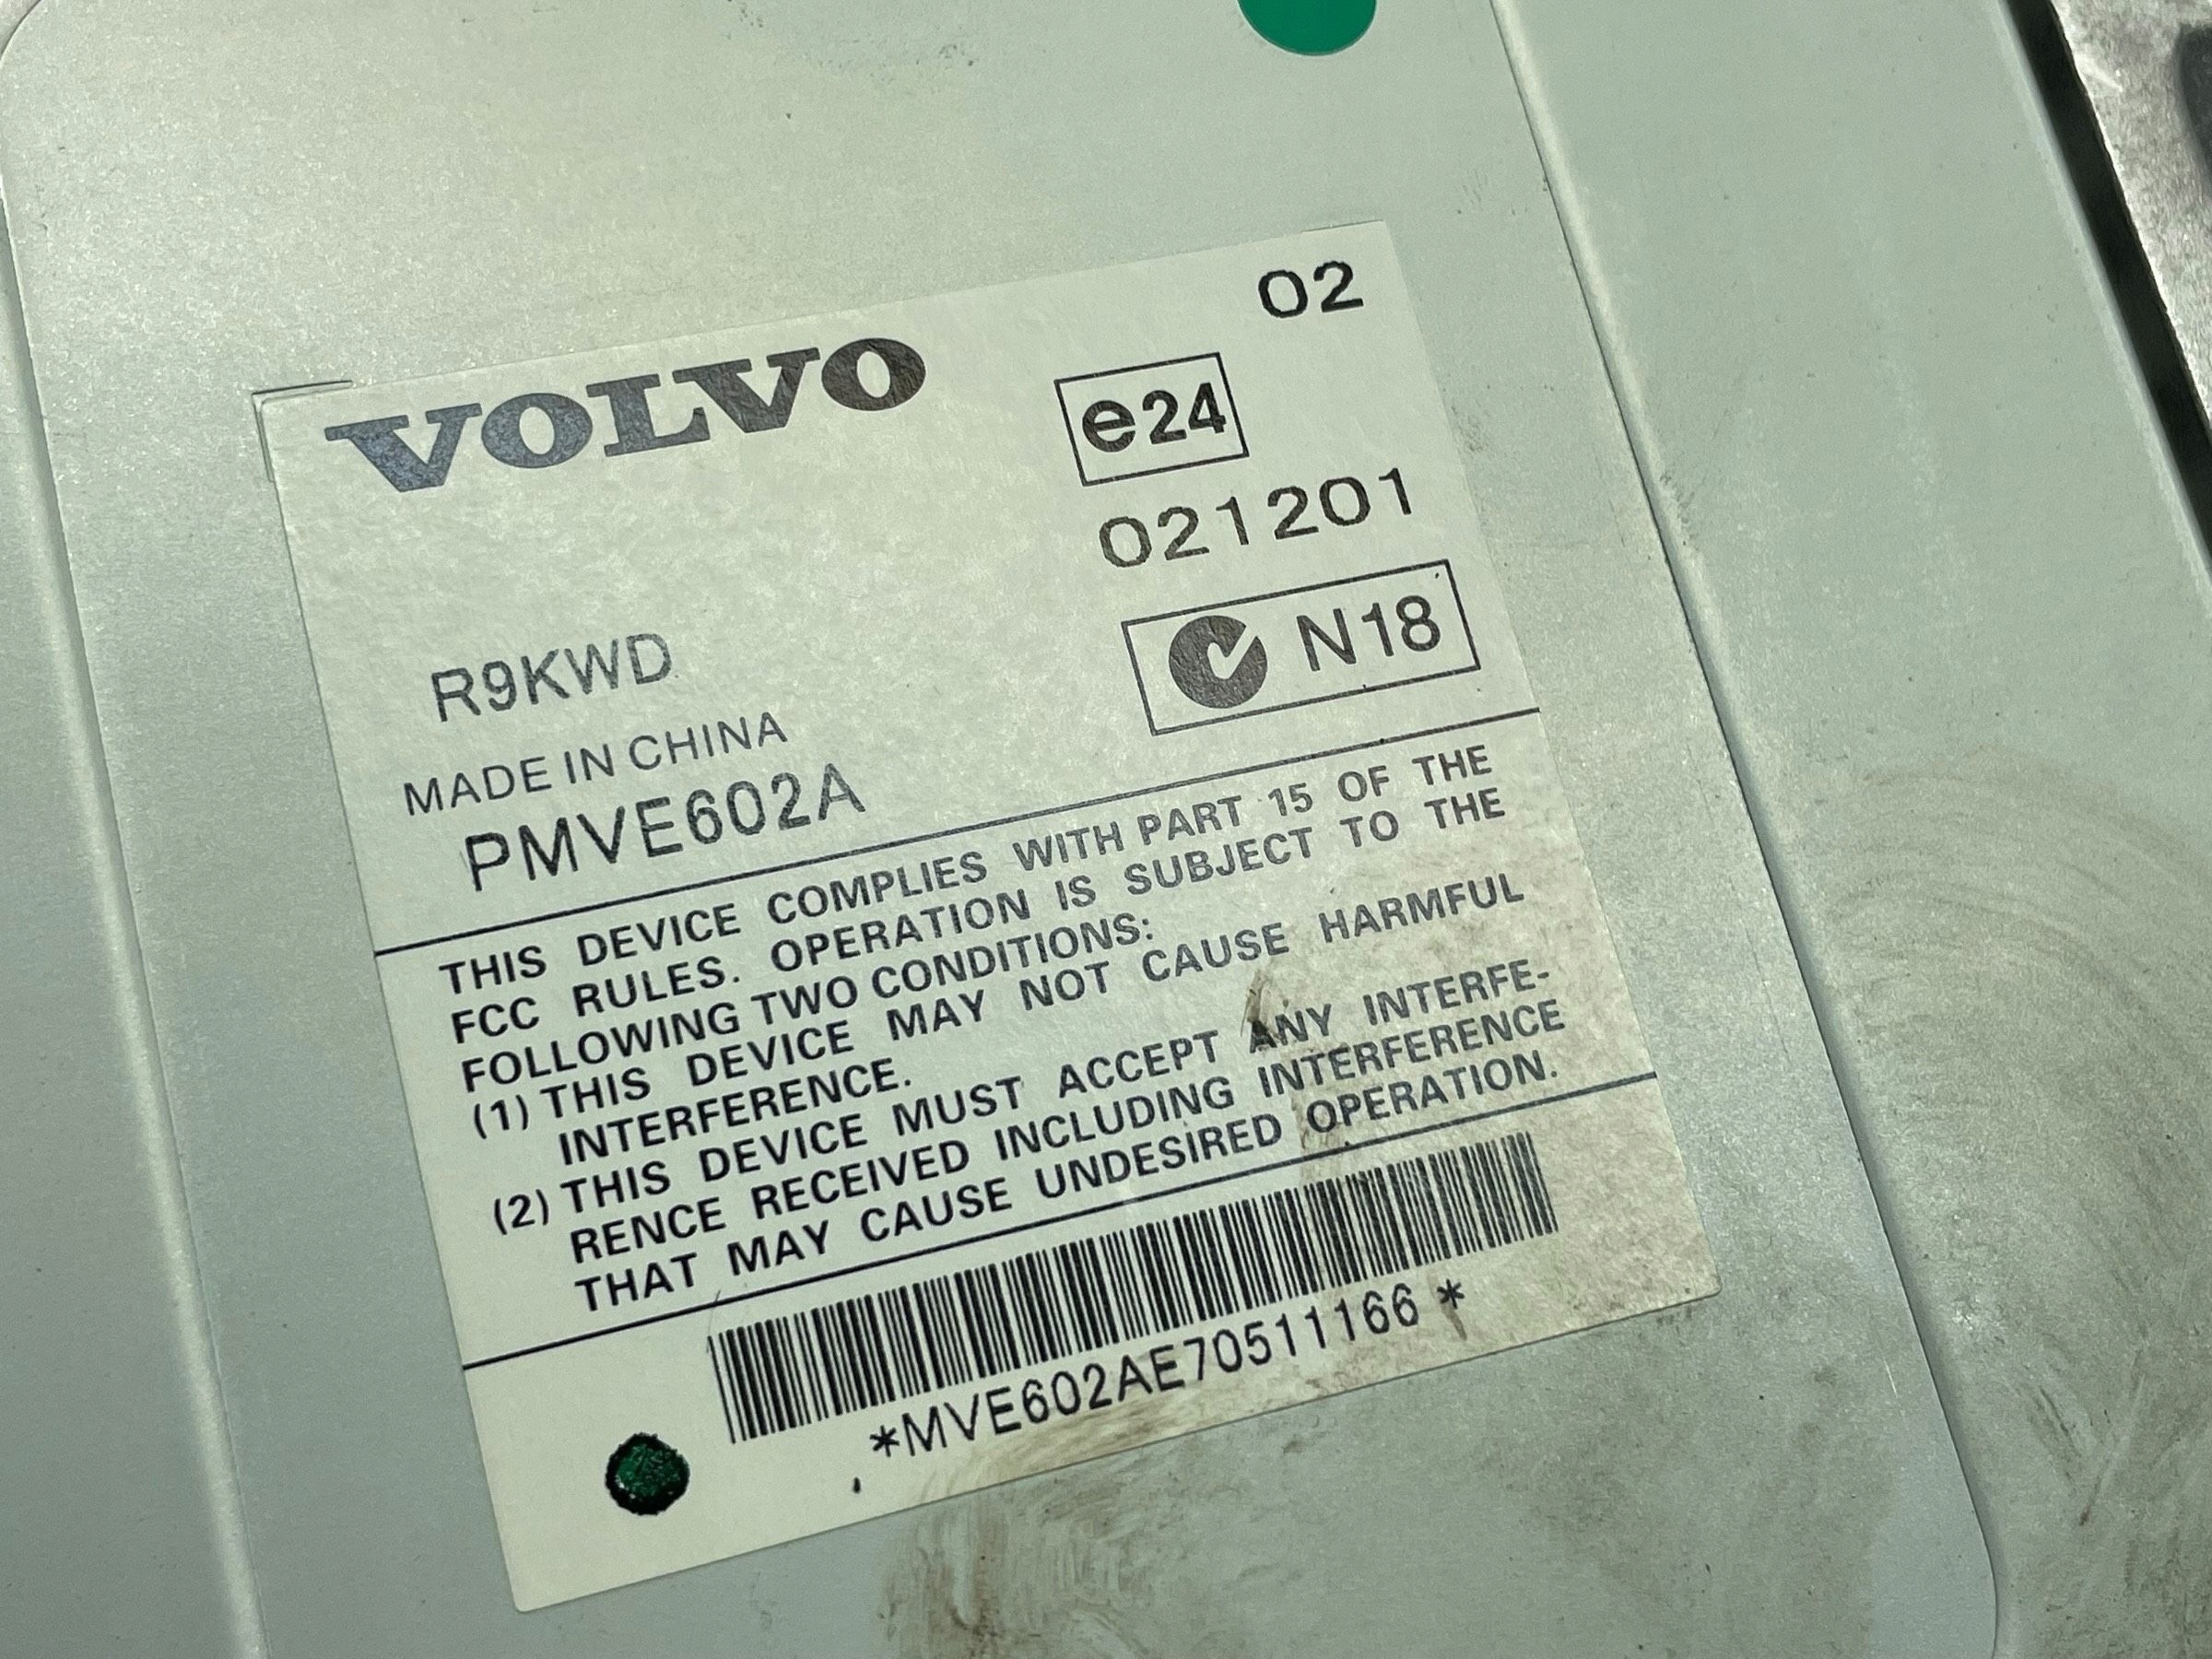 02
VOLVO
e24
021201
N18
R9KWD
MADE IN CHINA
PMVE602A
THIS DEVICE COMPLIES WITH PART 15 OF THE
FCC RULES. OPERATION IS SUBJECT TO THE
FOLLOWING TWO CONDITIONS:
(1) THIS DEVICE MAY NOT CAUSE HARMFUL
INTERFERENCE.
(2) THIS DEVICE MUST ACCEPT ANY INTERFE-
RENCE RECEIVED INCLUDING INTERFERENCE
THAT MAY CAUSE UNDESIRED OPERATION.
*MVE602AE70511166 *